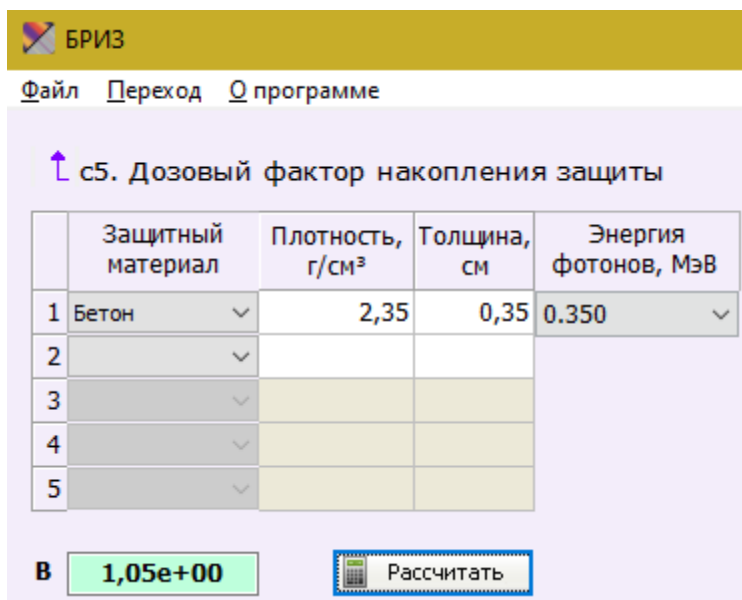 БРИЗ
Файл Переход О программе
с5. Дозовый фактор накопления защиты
Защитный материал Плотность, г/см³ Толщина, см Энергия фотонов, МэВ
1 Бетон 2,35 0,35 0.350
2
3
4
5
B 1,05e+00 Рассчитать